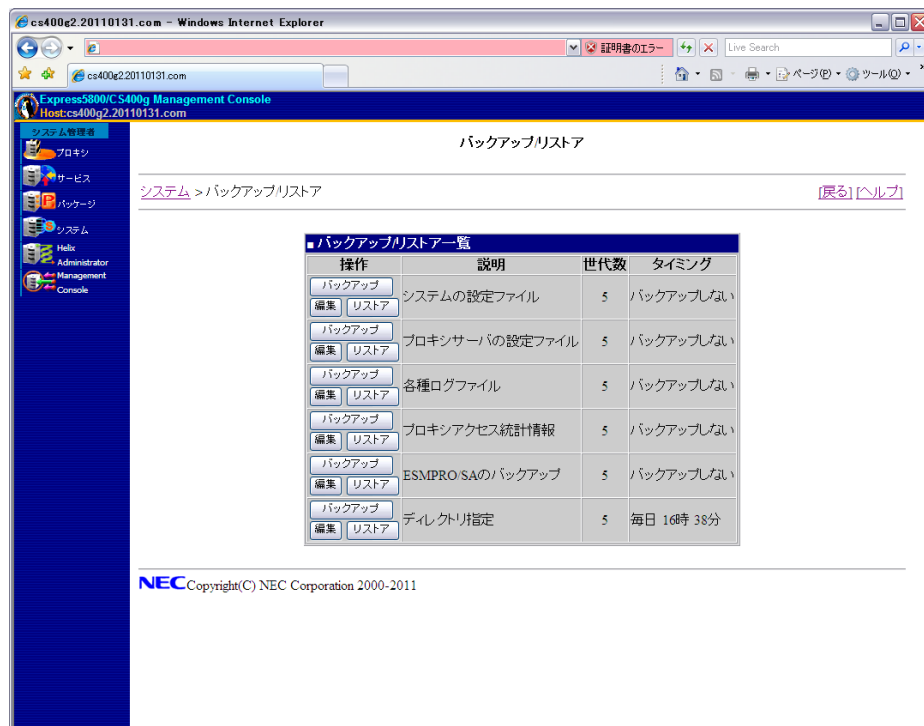 cs400g2.20110131.com - Windows Internet Explorer
証明書のエラー
Live Search
cs400g2.20110131.com
ページ(P)
ツール(O)
Express5800/CS400g Management Console
Host:cs400g2.20110131.com
システム管理者
プロキシ
サービス
パッケージ
システム
Helix
Administrator
Management
Console
バックアップ/リストア
システム > バックアップ/リストア
[戻る] [ヘルプ]
■バックアップ/リストア一覧
操作 説明 世代数 タイミング
バックアップ
編集 リストア システムの設定ファイル 5 バックアップしない
バックアップ
編集 リストア プロキシサーバの設定ファイル 5 バックアップしない
バックアップ
編集 リストア 各種ログファイル 5 バックアップしない
バックアップ
編集 リストア プロキシアクセス統計情報 5 バックアップしない
バックアップ
編集 リストア ESMPRO/SAのバックアップ 5 バックアップしない
バックアップ
編集 リストア ディレクトリ指定 5 毎日 16時 38分
NEC Copyright(C) NEC Corporation 2000-2011